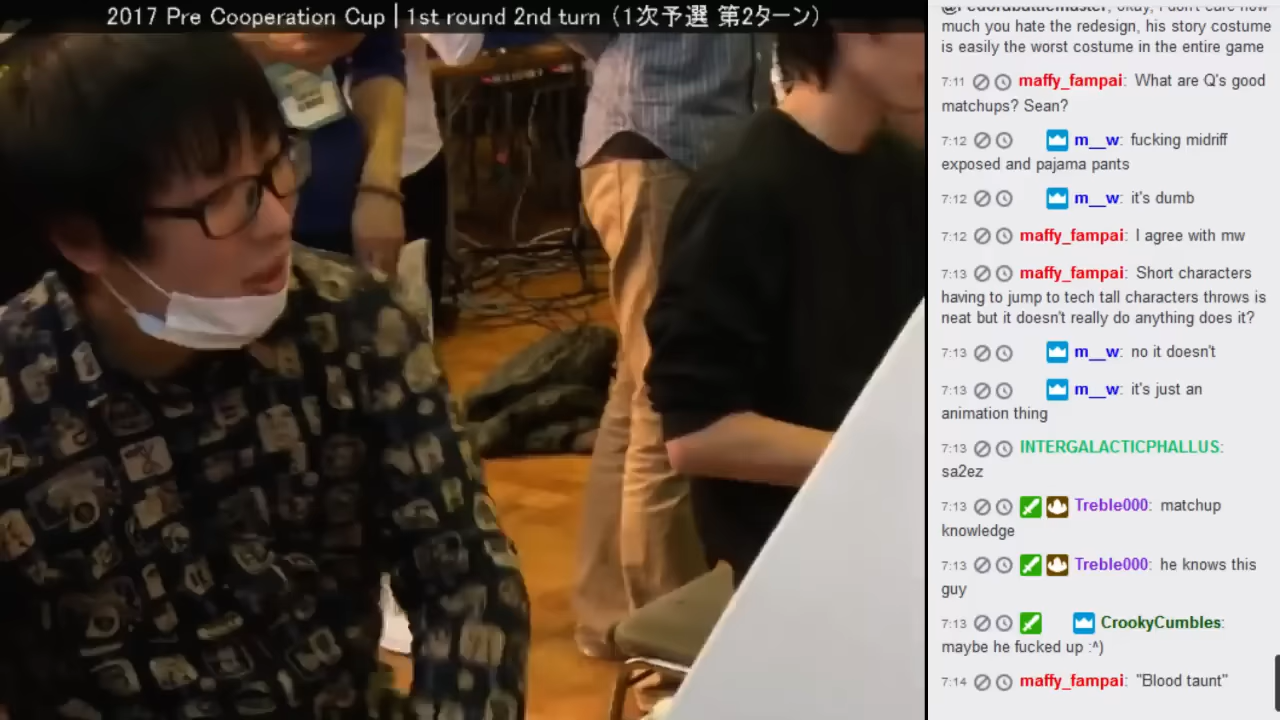 2017 Pre Cooperation Cup | 1st round 2nd turn (1次予選 第2ターン)
much you hate the redesign, his story costume
is easily the worst costume in the entire game
7:11 maffy_fampai: What are Q's good
matchups? Sean?
7:12 m__w: fucking midriff
exposed and pajama pants
7:12 m__w: it's dumb
7:12 maffy_fampai: I agree with mw
7:13 maffy_fampai: Short characters
having to jump to tech tall characters throws is
neat but it doesn't really do anything does it?
7:13 m__w: no it doesn't
7:13 m__w: it's just an
animation thing
7:13 INTERGALACTICPHALLUS:
sa2ez
7:13 Treble000: matchup
knowledge
7:13 Treble000: he knows this
guy
7:13 CrookyCumbles:
maybe he fucked up :^)
7:14 maffy_fampai: "Blood taunt"